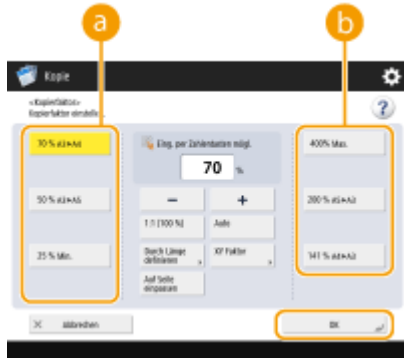 a
b
Kopie
<Kopierfaktor>
Kopierfaktor einstelle...
?
70 % A3►A4
Eing. per Zahlentasten mögl.
400% Max.
70 %
50 % A3►A5
- +
200 % A5►A3
1:1 (100 %) Auto
25 % Min.
Durch Länge definieren
XY Faktor
141 % A4►A3
Auf Seite einpassen
Abbrechen
OK